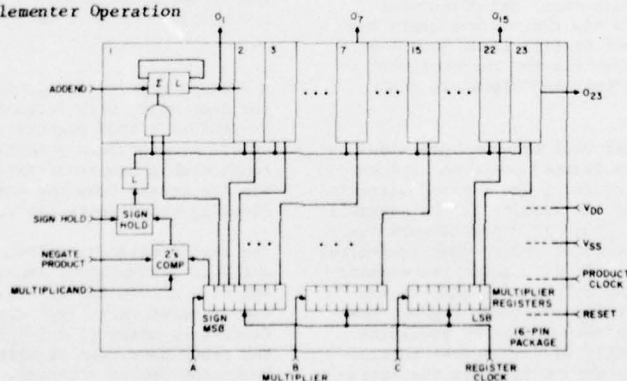 lementer Operation
O1 O7 O15
1 2 3 7 15 22 23
ADDEND Σ L O23
L
SIGN HOLD SIGN HOLD
VDD
NEGATE PRODUCT 2's COMP
VSS
MULTIPLICAND
PRODUCT CLOCK
MULTIPLIER REGISTERS
SIGN MSB LSB
RESET
16-PIN PACKAGE
A B C REGISTER CLOCK
MULTIPLIER